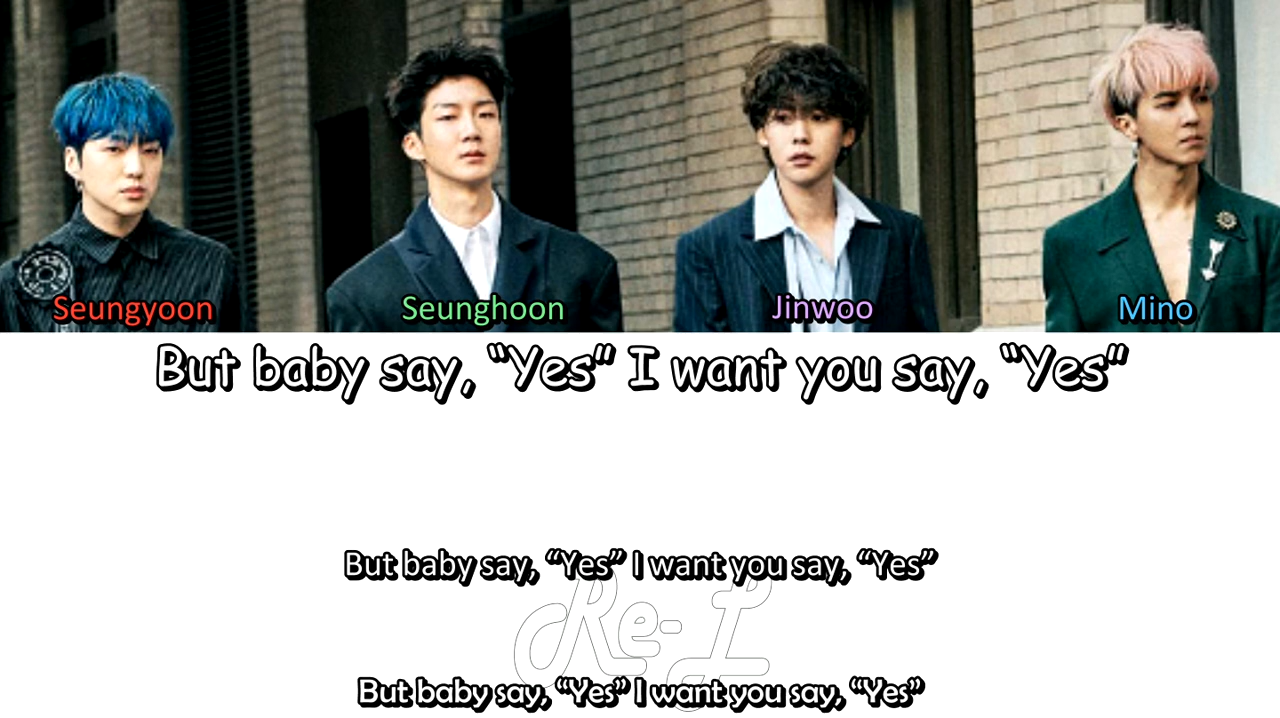 Seungyoon Seunghoon Jinwoo Mino
But baby say, “Yes” I want you say, “Yes”
But baby say, “Yes” I want you say, “Yes”
Re-L
But baby say, “Yes” I want you say, “Yes”